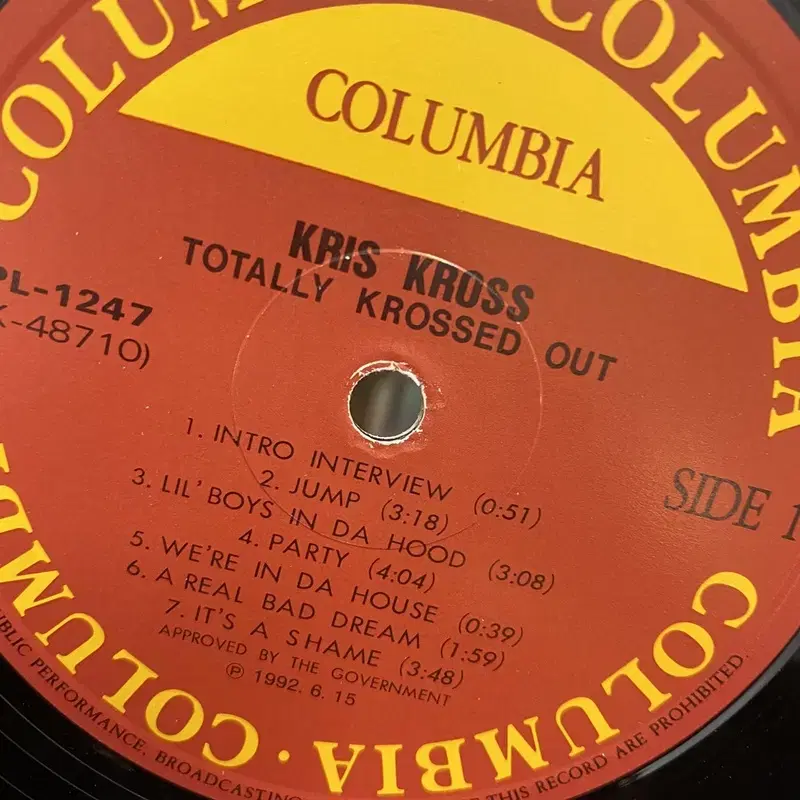 COLUMBIA
KRIS KROSS
TOTALLY KROSSED OUT
PL-1247
K-48710)
SIDE 1
1. INTRO INTERVIEW (0:51)
2. JUMP (3:18)
3. LIL' BOYS IN DA HOOD (3:08)
4. PARTY (4:04)
5. WE'RE IN DA HOUSE (0:39)
6. A REAL BAD DREAM (1:59)
7. IT'S A SHAME (3:48)
APPROVED BY THE GOVERNMENT
℗ 1992. 6. 15
COLUMBIA
COLUMBIA
COLUMBIA · COLUMBIA
PUBLIC PERFORMANCE, BROADCASTING
THIS RECORD ARE PROHIBITED.